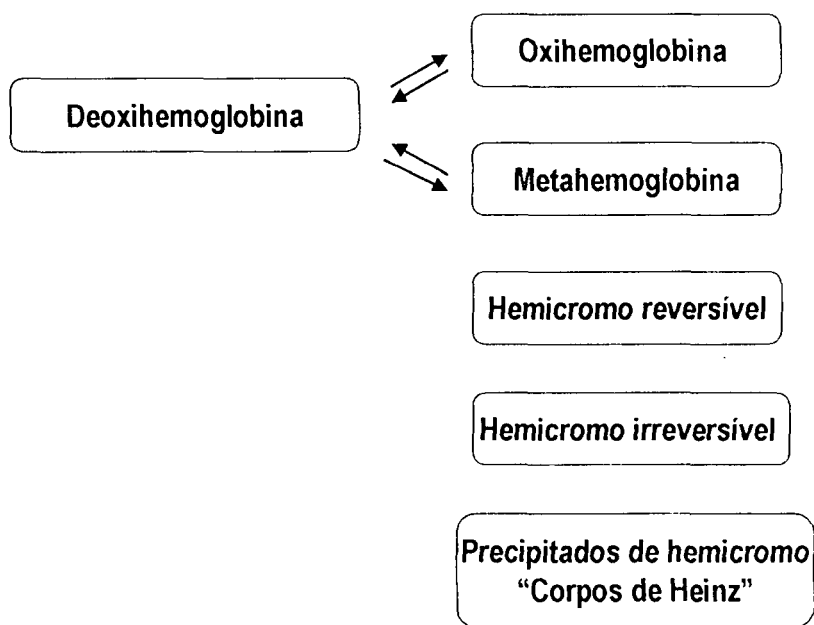 Oxihemoglobina
Deoxihemoglobina
Metahemoglobina
Hemicromo reversível
Hemicromo irreversível
Precipitados de hemicromo
“Corpos de Heinz”